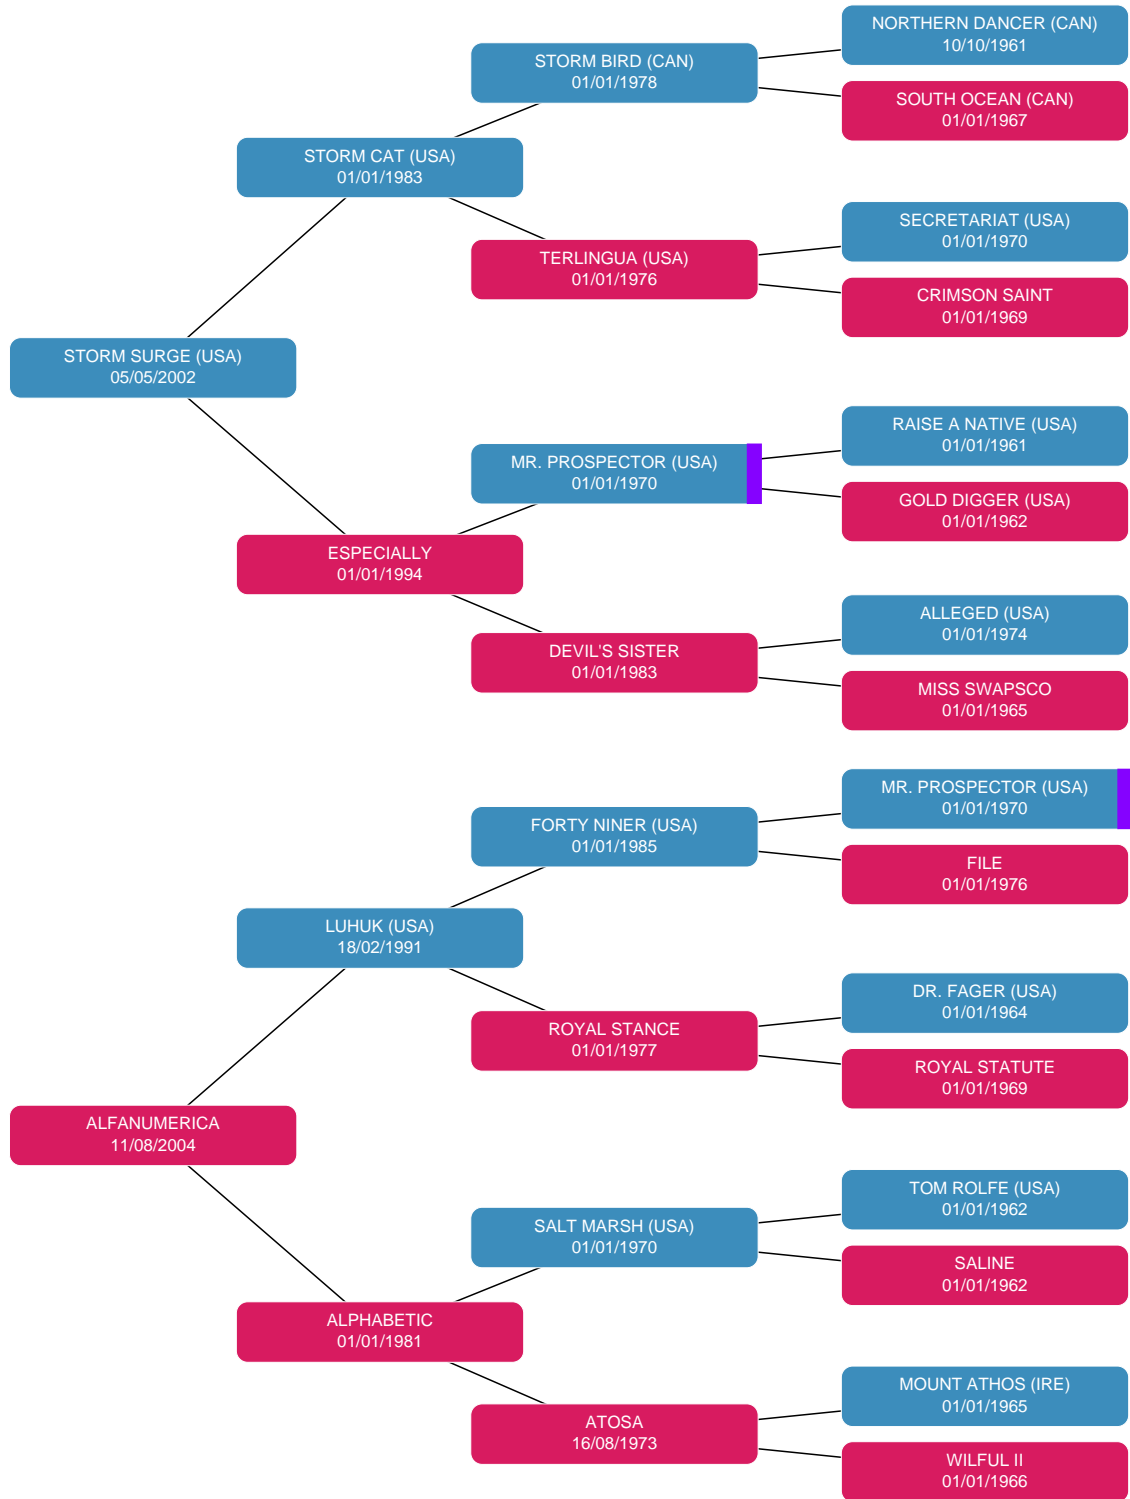 NORTHERN DANCER (CAN)
10/10/1961
STORM BIRD (CAN)
01/01/1978
SOUTH OCEAN (CAN)
01/01/1967
STORM CAT (USA)
01/01/1983
SECRETARIAT (USA)
01/01/1970
TERLINGUA (USA)
01/01/1976
CRIMSON SAINT
01/01/1969
STORM SURGE (USA)
05/05/2002
RAISE A NATIVE (USA)
01/01/1961
MR. PROSPECTOR (USA)
01/01/1970
GOLD DIGGER (USA)
01/01/1962
ESPECIALLY
01/01/1994
ALLEGED (USA)
01/01/1974
DEVIL'S SISTER
01/01/1983
MISS SWAPSCO
01/01/1965
MR. PROSPECTOR (USA)
01/01/1970
FORTY NINER (USA)
01/01/1985
FILE
01/01/1976
LUHUK (USA)
18/02/1991
DR. FAGER (USA)
01/01/1964
ROYAL STANCE
01/01/1977
ROYAL STATUTE
01/01/1969
ALFANUMERICA
11/08/2004
TOM ROLFE (USA)
01/01/1962
SALT MARSH (USA)
01/01/1970
SALINE
01/01/1962
ALPHABETIC
01/01/1981
MOUNT ATHOS (IRE)
01/01/1965
ATOSA
16/08/1973
WILFUL II
01/01/1966